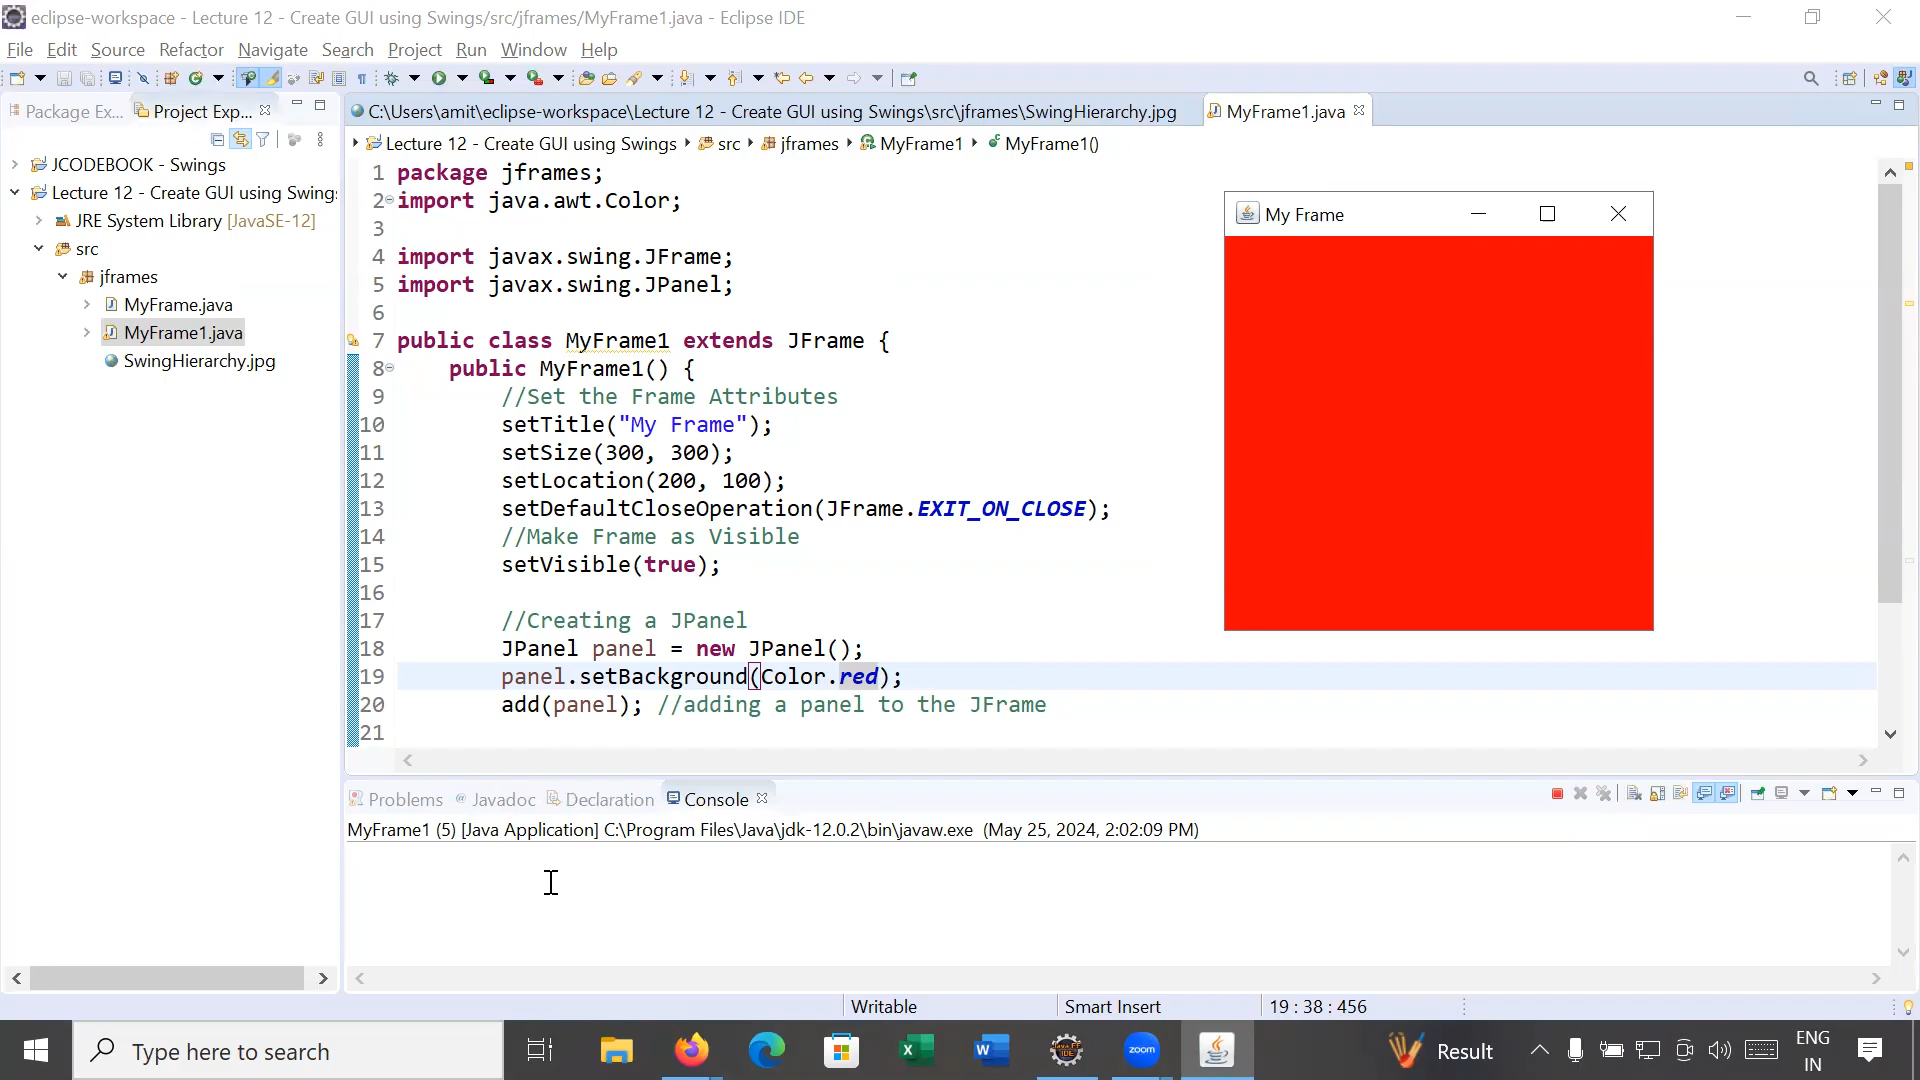 eclipse-workspace - Lecture 12 - Create GUI using Swings/src/jframes/MyFrame1.java - Eclipse IDE
File Edit Source Refactor Navigate Search Project Run Window Help
Package Ex... Project Exp...
C:\Users\amit\eclipse-workspace\Lecture 12 - Create GUI using Swings\src\jframes\SwingHierarchy.jpg MyFrame1.java
Lecture 12 - Create GUI using Swings src jframes MyFrame1 MyFrame1()
JCODEBOOK - Swings
Lecture 12 - Create GUI using Swing
JRE System Library [JavaSE-12]
src
jframes
MyFrame.java
MyFrame1.java
SwingHierarchy.jpg
1 package jframes;
2 import java.awt.Color;
3
4 import javax.swing.JFrame;
5 import javax.swing.JPanel;
6
7 public class MyFrame1 extends JFrame {
8 public MyFrame1() {
9 //Set the Frame Attributes
10 setTitle("My Frame");
11 setSize(300, 300);
12 setLocation(200, 100);
13 setDefaultCloseOperation(JFrame.EXIT_ON_CLOSE);
14 //Make Frame as Visible
15 setVisible(true);
16
17 //Creating a JPanel
18 JPanel panel = new JPanel();
19 panel.setBackground(Color.red);
20 add(panel); //adding a panel to the JFrame
21
My Frame
Problems Javadoc Declaration Console
MyFrame1 (5) [Java Application] C:\Program Files\Java\jdk-12.0.2\bin\javaw.exe (May 25, 2024, 2:02:09 PM)
Writable Smart Insert 19 : 38 : 456
Type here to search
zoom
Result
ENG
IN